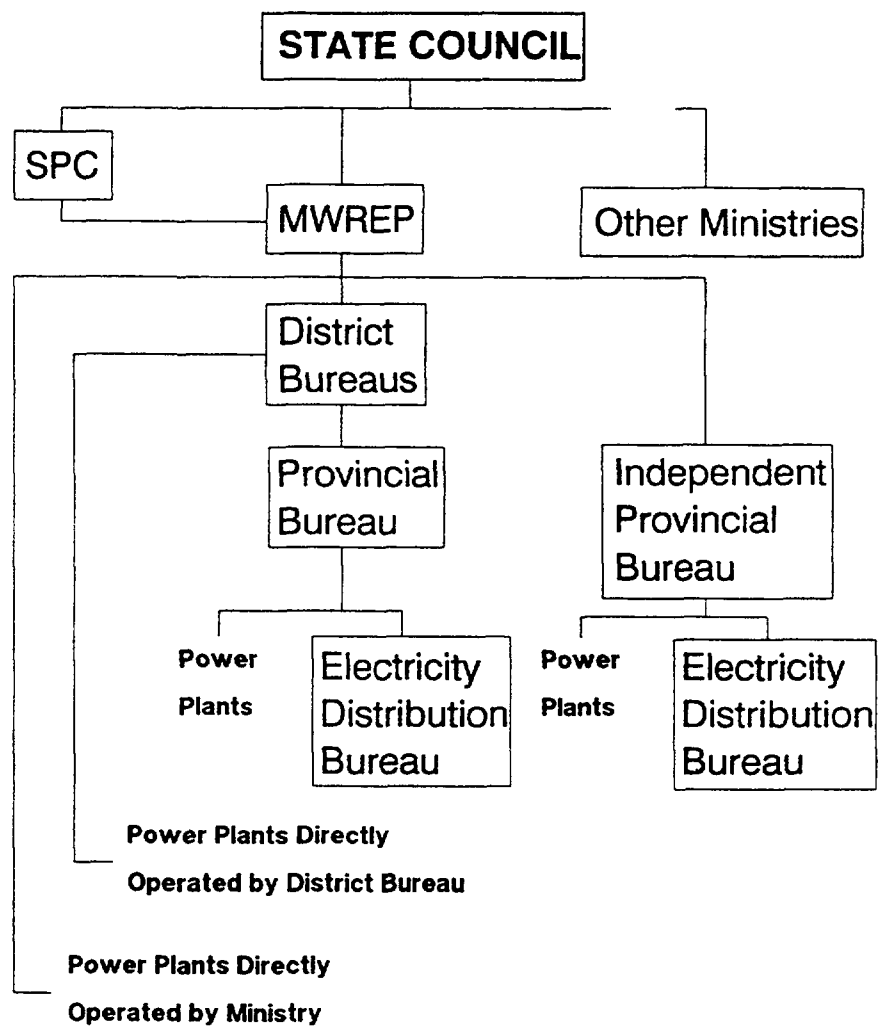 STATE COUNCIL
SPC
MWREP
Other Ministries
District
Bureaus
Provincial
Bureau
Independent
Provincial
Bureau
Power
Plants
Electricity
Distribution
Bureau
Power
Plants
Electricity
Distribution
Bureau
Power Plants Directly
Operated by District Bureau
Power Plants Directly
Operated by Ministry